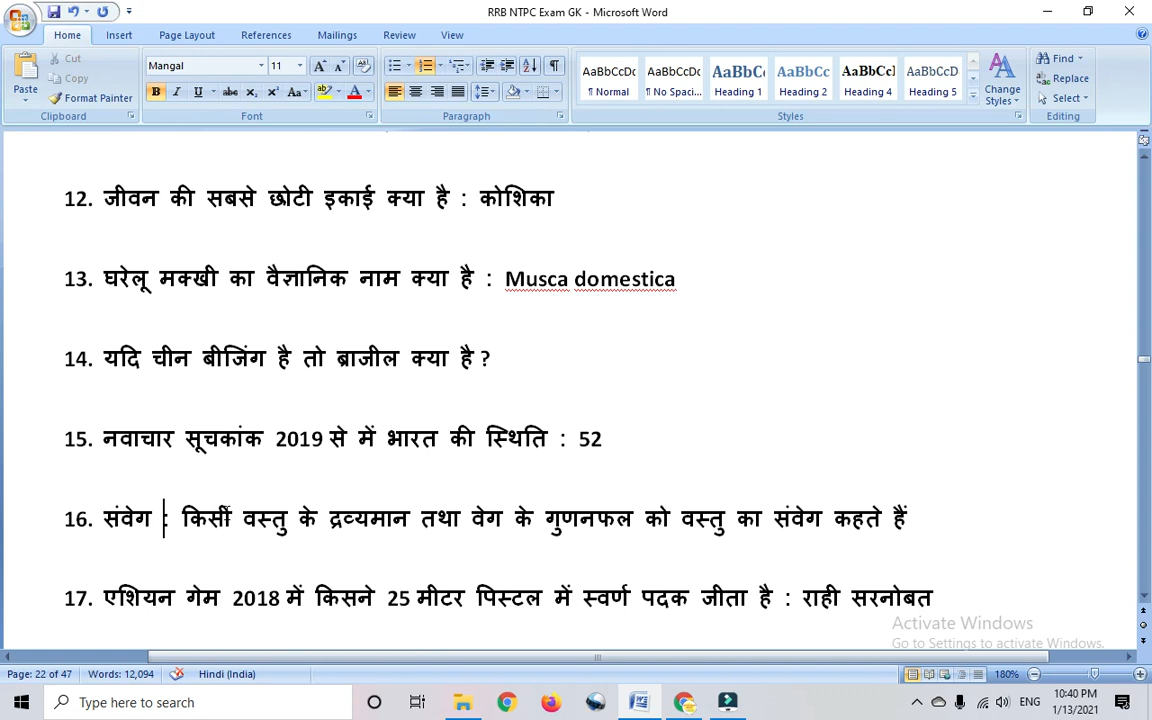 RRB NTPC Exam GK - Microsoft Word
Home Insert Page Layout References Mailings Review View
Paste
Cut
Copy
Format Painter
Clipboard
Mangal 11
Font
Paragraph
AaBbCcDc AaBbCcDc AaBbC AaBbCc AaBbCcI AaBbCcD
¶ Normal ¶ No Spaci... Heading 1 Heading 2 Heading 4 Heading 5
Change Styles
Styles
Find
Replace
Select
Editing
12. जीवन की सबसे छोटी इकाई क्या है : कोशिका
13. घरेलू मक्खी का वैज्ञानिक नाम क्या है : Musca domestica
14. यदि चीन बीजिंग है तो ब्राजील क्या है ?
15. नवाचार सूचकांक 2019 से में भारत की स्थिति : 52
16. संवेग : किसी वस्तु के द्रव्यमान तथा वेग के गुणनफल को वस्तु का संवेग कहते हैं
17. एशियन गेम 2018 में किसने 25 मीटर पिस्टल में स्वर्ण पदक जीता है : राही सरनोबत
Activate Windows
Go to Settings to activate Windows.
Page: 22 of 47 Words: 12,094 Hindi (India) 180%
Type here to search
ENG
10:40 PM
1/13/2021